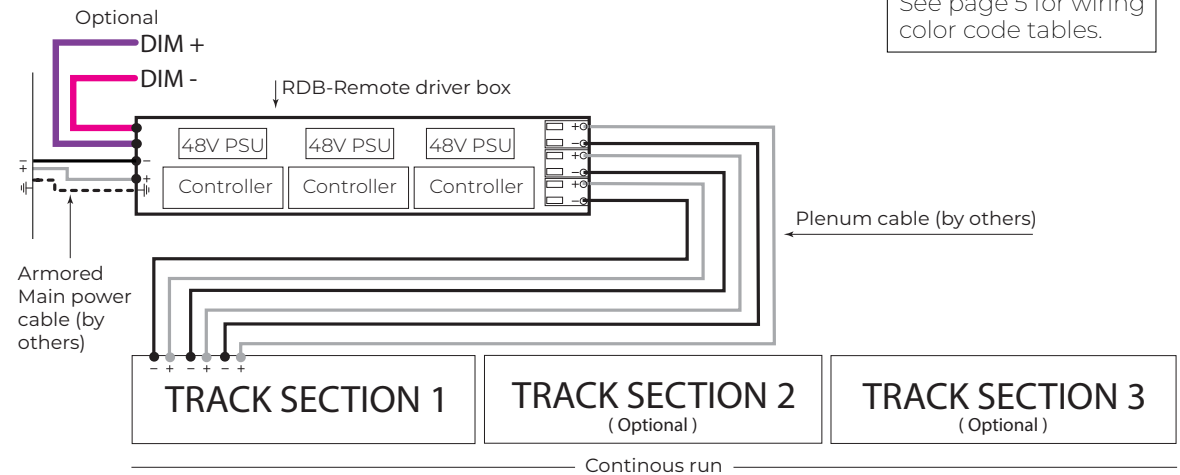 See page 5 for wiring
color code tables.
Optional
DIM +
DIM -
RDB-Remote driver box
48V PSU
48V PSU
48V PSU
Controller
Controller
Controller
+
−
+
−
+
−
−
+
−
+
Plenum cable (by others)
Armored
Main power
cable (by
others)
− + − + − +
TRACK SECTION 1
TRACK SECTION 2
( Optional )
TRACK SECTION 3
( Optional )
Continous run